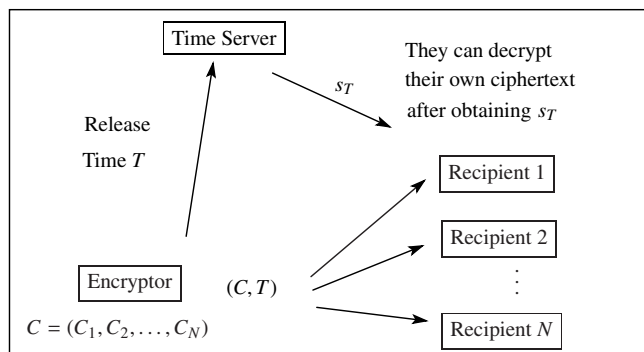 Time Server
They can decrypt
their own ciphertext
after obtaining s_T
s_T
Release
Time T
Recipient 1
Recipient 2
⋮
Encryptor
(C, T)
C = (C_1, C_2, . . . , C_N)
Recipient N